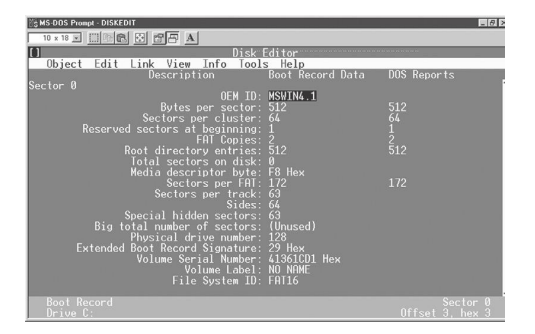 MS-DOS Prompt - DISKEDIT
10 x 18
A
Disk Editor
Object Edit Link View Info Tools Help
Description Boot Record Data DOS Reports
Sector 0
OEM ID: MSWIN4.1
Bytes per sector: 512 512
Sectors per cluster: 64 64
Reserved sectors at beginning: 1 1
FAT Copies: 2 2
Root directory entries: 512 512
Total sectors on disk: 0
Media descriptor byte: F8 Hex
Sectors per FAT: 172 172
Sectors per track: 63
Sides: 64
Special hidden sectors: 63
Big total number of sectors: (Unused)
Physical drive number: 128
Extended Boot Record Signature: 29 Hex
Volume Serial Number: 41361CD1 Hex
Volume Label: NO NAME
File System ID: FAT16
Boot Record Sector 0
Drive C: Offset 3, hex 3